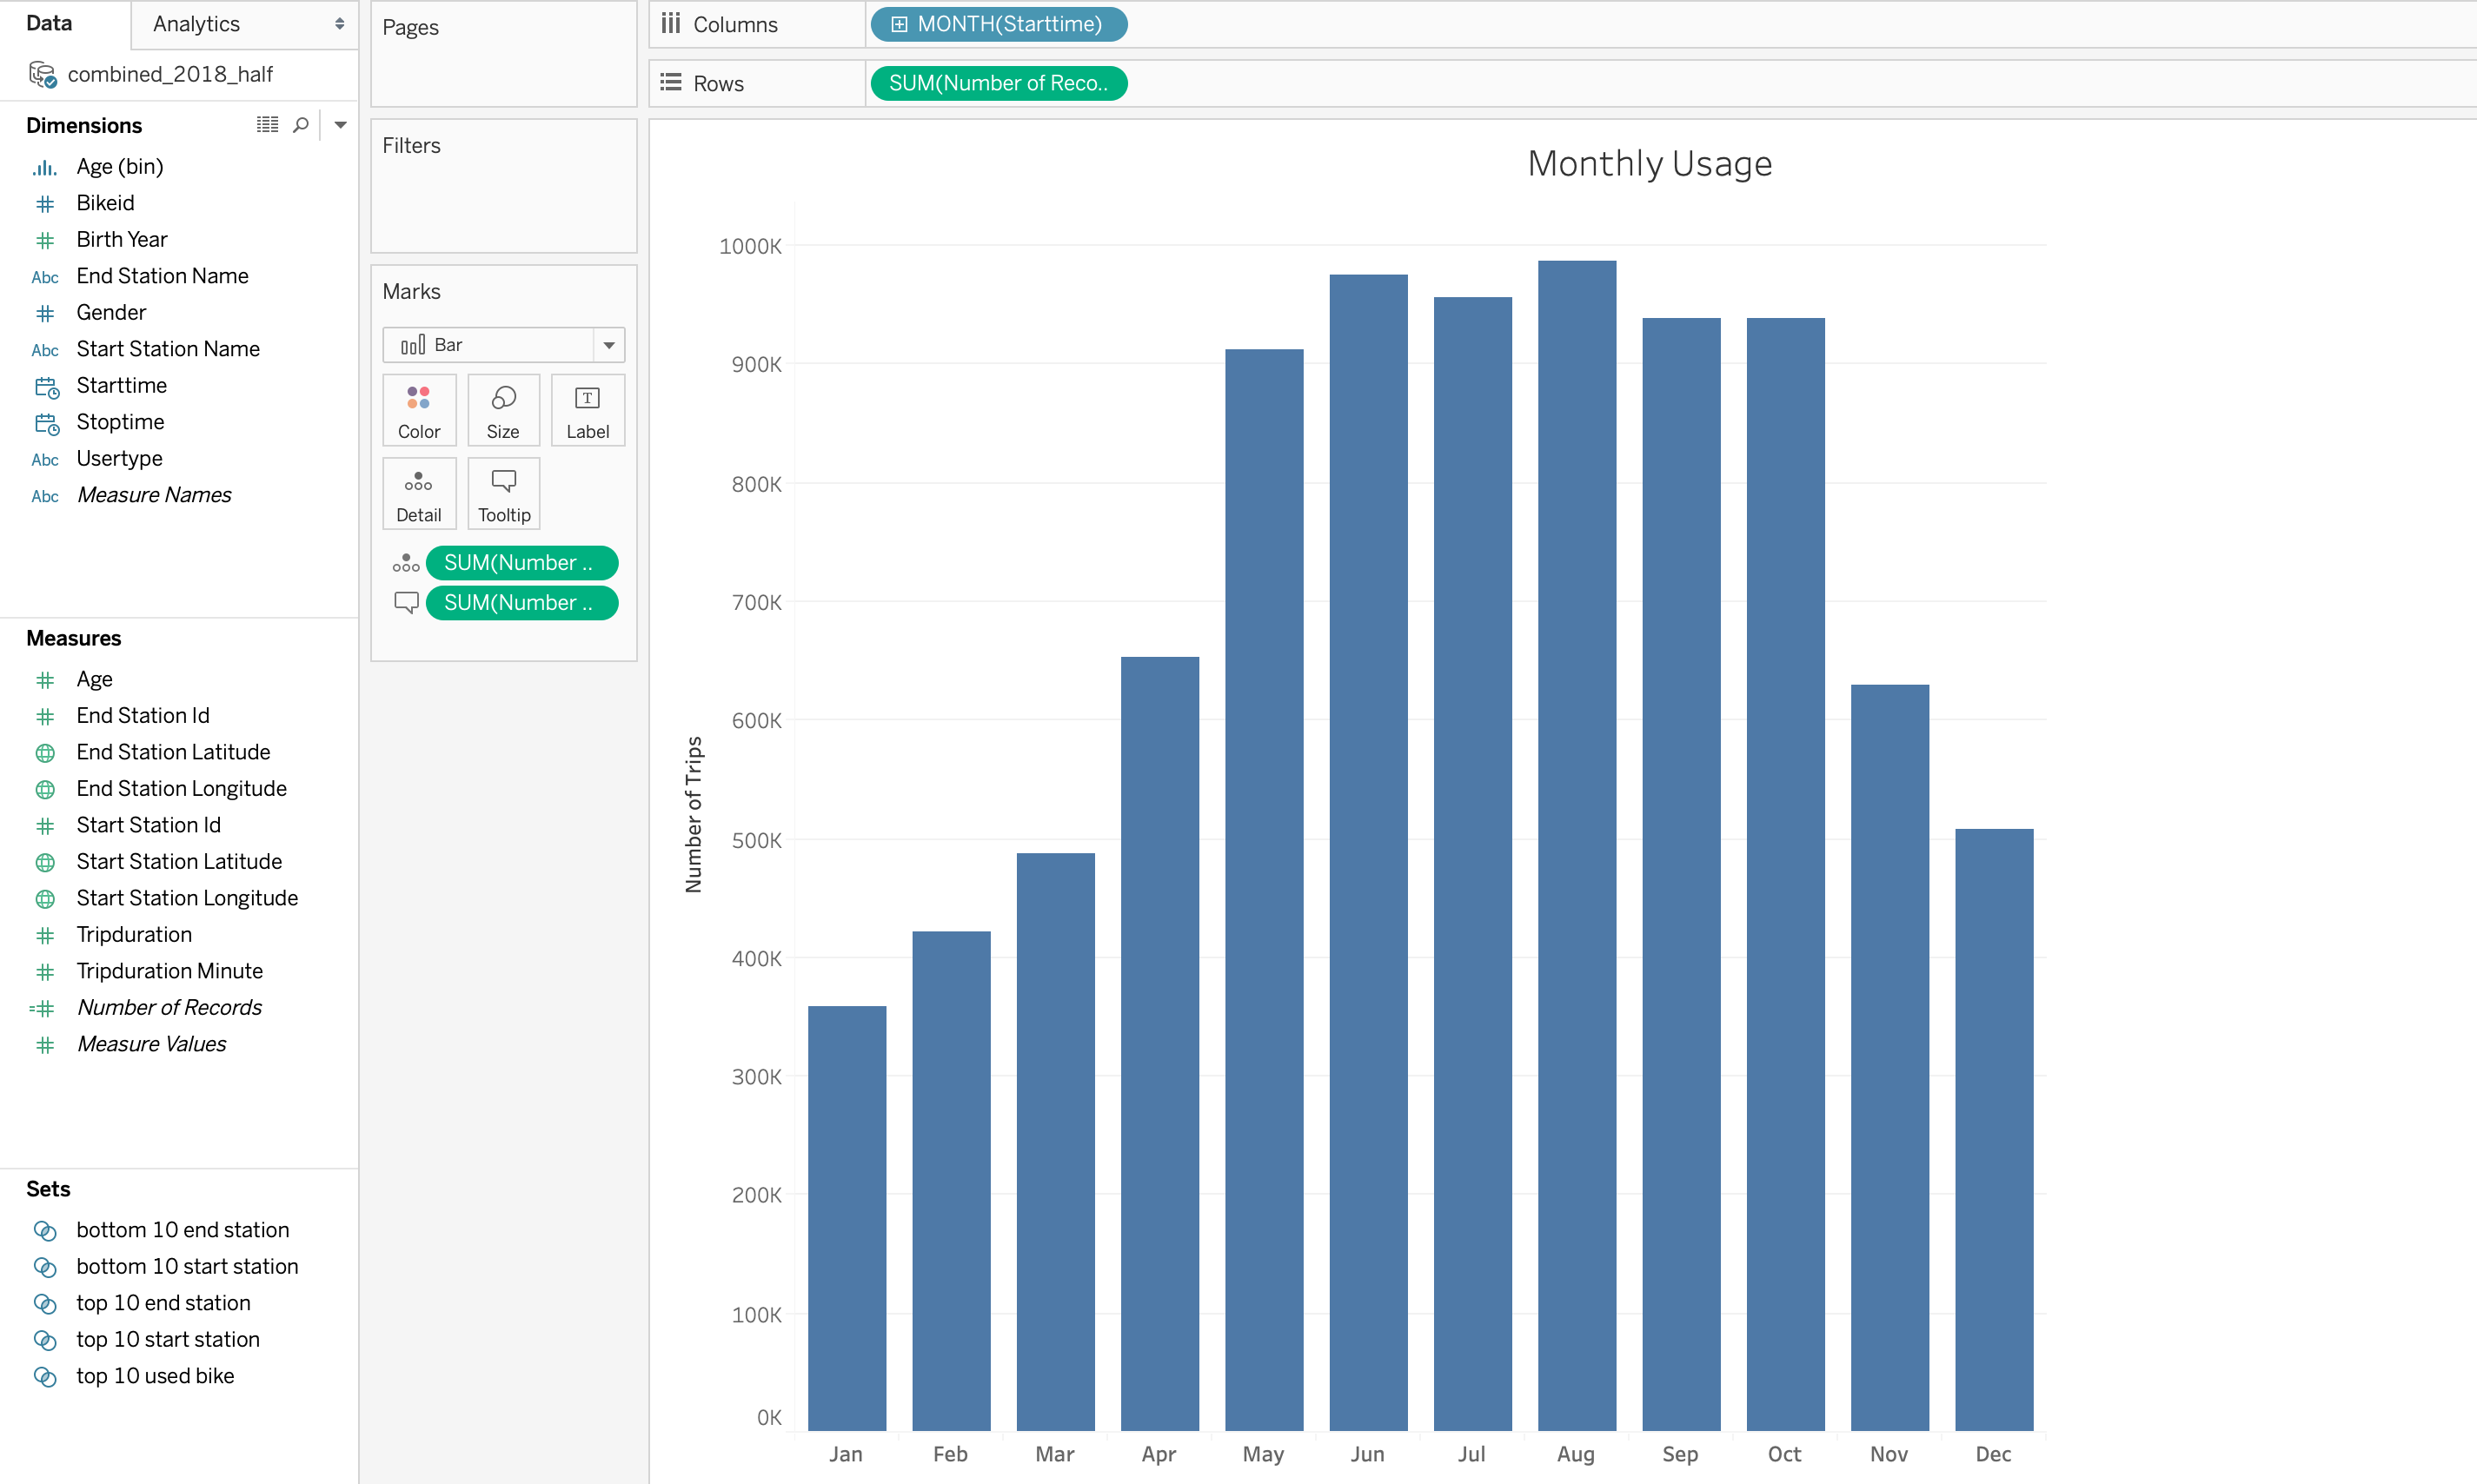 Data
Analytics
combined_2018_half
Dimensions
Age (bin)
Bikeid
Birth Year
Abc End Station Name
Gender
Abc Start Station Name
Starttime
Stoptime
Abc Usertype
Abc Measure Names
Measures
Age
End Station Id
End Station Latitude
End Station Longitude
Start Station Id
Start Station Latitude
Start Station Longitude
Tripduration
Tripduration Minute
Number of Records
Measure Values
Sets
bottom 10 end station
bottom 10 start station
top 10 end station
top 10 start station
top 10 used bike
Pages
Filters
Marks
Bar
Color Size T Label
Detail Tooltip
SUM(Number ..
SUM(Number ..
Columns MONTH(Starttime)
Rows SUM(Number of Reco..
Monthly Usage
Number of Trips
1000K
900K
800K
700K
600K
500K
400K
300K
200K
100K
0K
Jan Feb Mar Apr May Jun Jul Aug Sep Oct Nov Dec